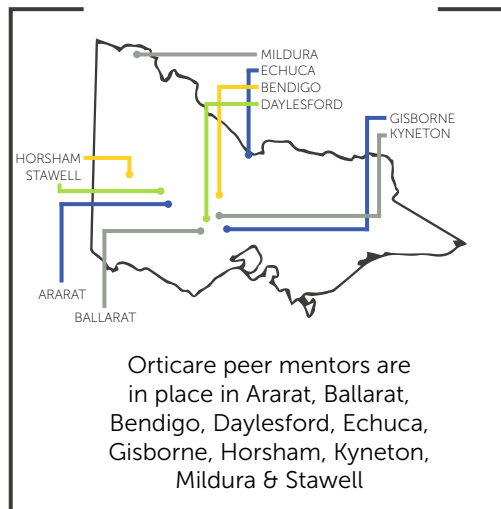 MILDURA
ECHUCA
BENDIGO
DAYLESFORD
GISBORNE
KYNETON
HORSHAM
STAWELL
ARARAT
BALLARAT
Orticare peer mentors are
in place in Ararat, Ballarat,
Bendigo, Daylesford, Echuca,
Gisborne, Horsham, Kyneton,
Mildura & Stawell